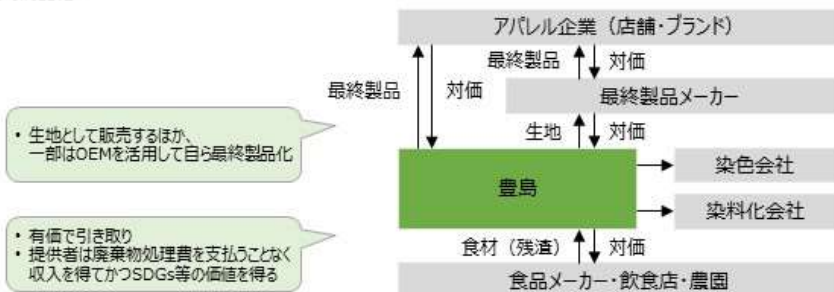 アパレル企業（店舗・ブランド）
最終製品
対価
最終製品
対価
最終製品メーカー
・生地として販売するほか、
一部はOEMを活用して自ら最終製品化
生地
対価
豊島
染色会社
染料化会社
・有価で引き取り
・提供者は廃棄物処理費を支払うことなく
収入を得てかつSDGs等の価値を得る
食材（残渣）
対価
食品メーカー・飲食店・農園